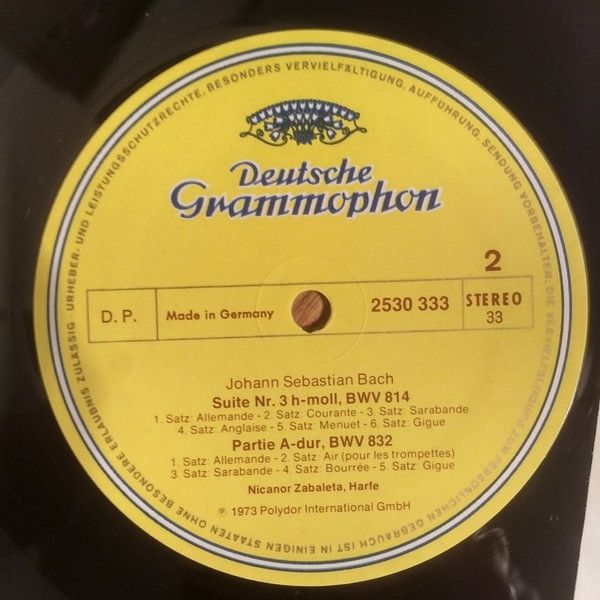 URHEBER- UND LEISTUNGSSCHUTZRECHTE, BESONDERS VERVIELFÄLTIGUNG, AUFFÜHRUNG, SENDUNG VORBEHALTEN. DIE VERVIELFÄLTIGUNG ZUM PERSÖNLICHEN GEBRAUCH IST IN EINIGEN STAATEN OHNE BESONDERE ERLAUBNIS ZULÄSSIG ·
Deutsche
Grammophon
2
D. P.
Made in Germany
2530 333
STEREO
33
Johann Sebastian Bach
Suite Nr. 3 h-moll, BWV 814
1. Satz: Allemande - 2. Satz: Courante - 3. Satz: Sarabande
4. Satz: Anglaise - 5. Satz: Menuet - 6. Satz: Gigue
Partie A-dur, BWV 832
1. Satz: Allemande - 2. Satz: Air (pour les trompettes)
3. Satz: Sarabande - 4. Satz: Bourrée - 5. Satz: Gigue
Nicanor Zabaleta, Harfe
℗ 1973 Polydor International GmbH